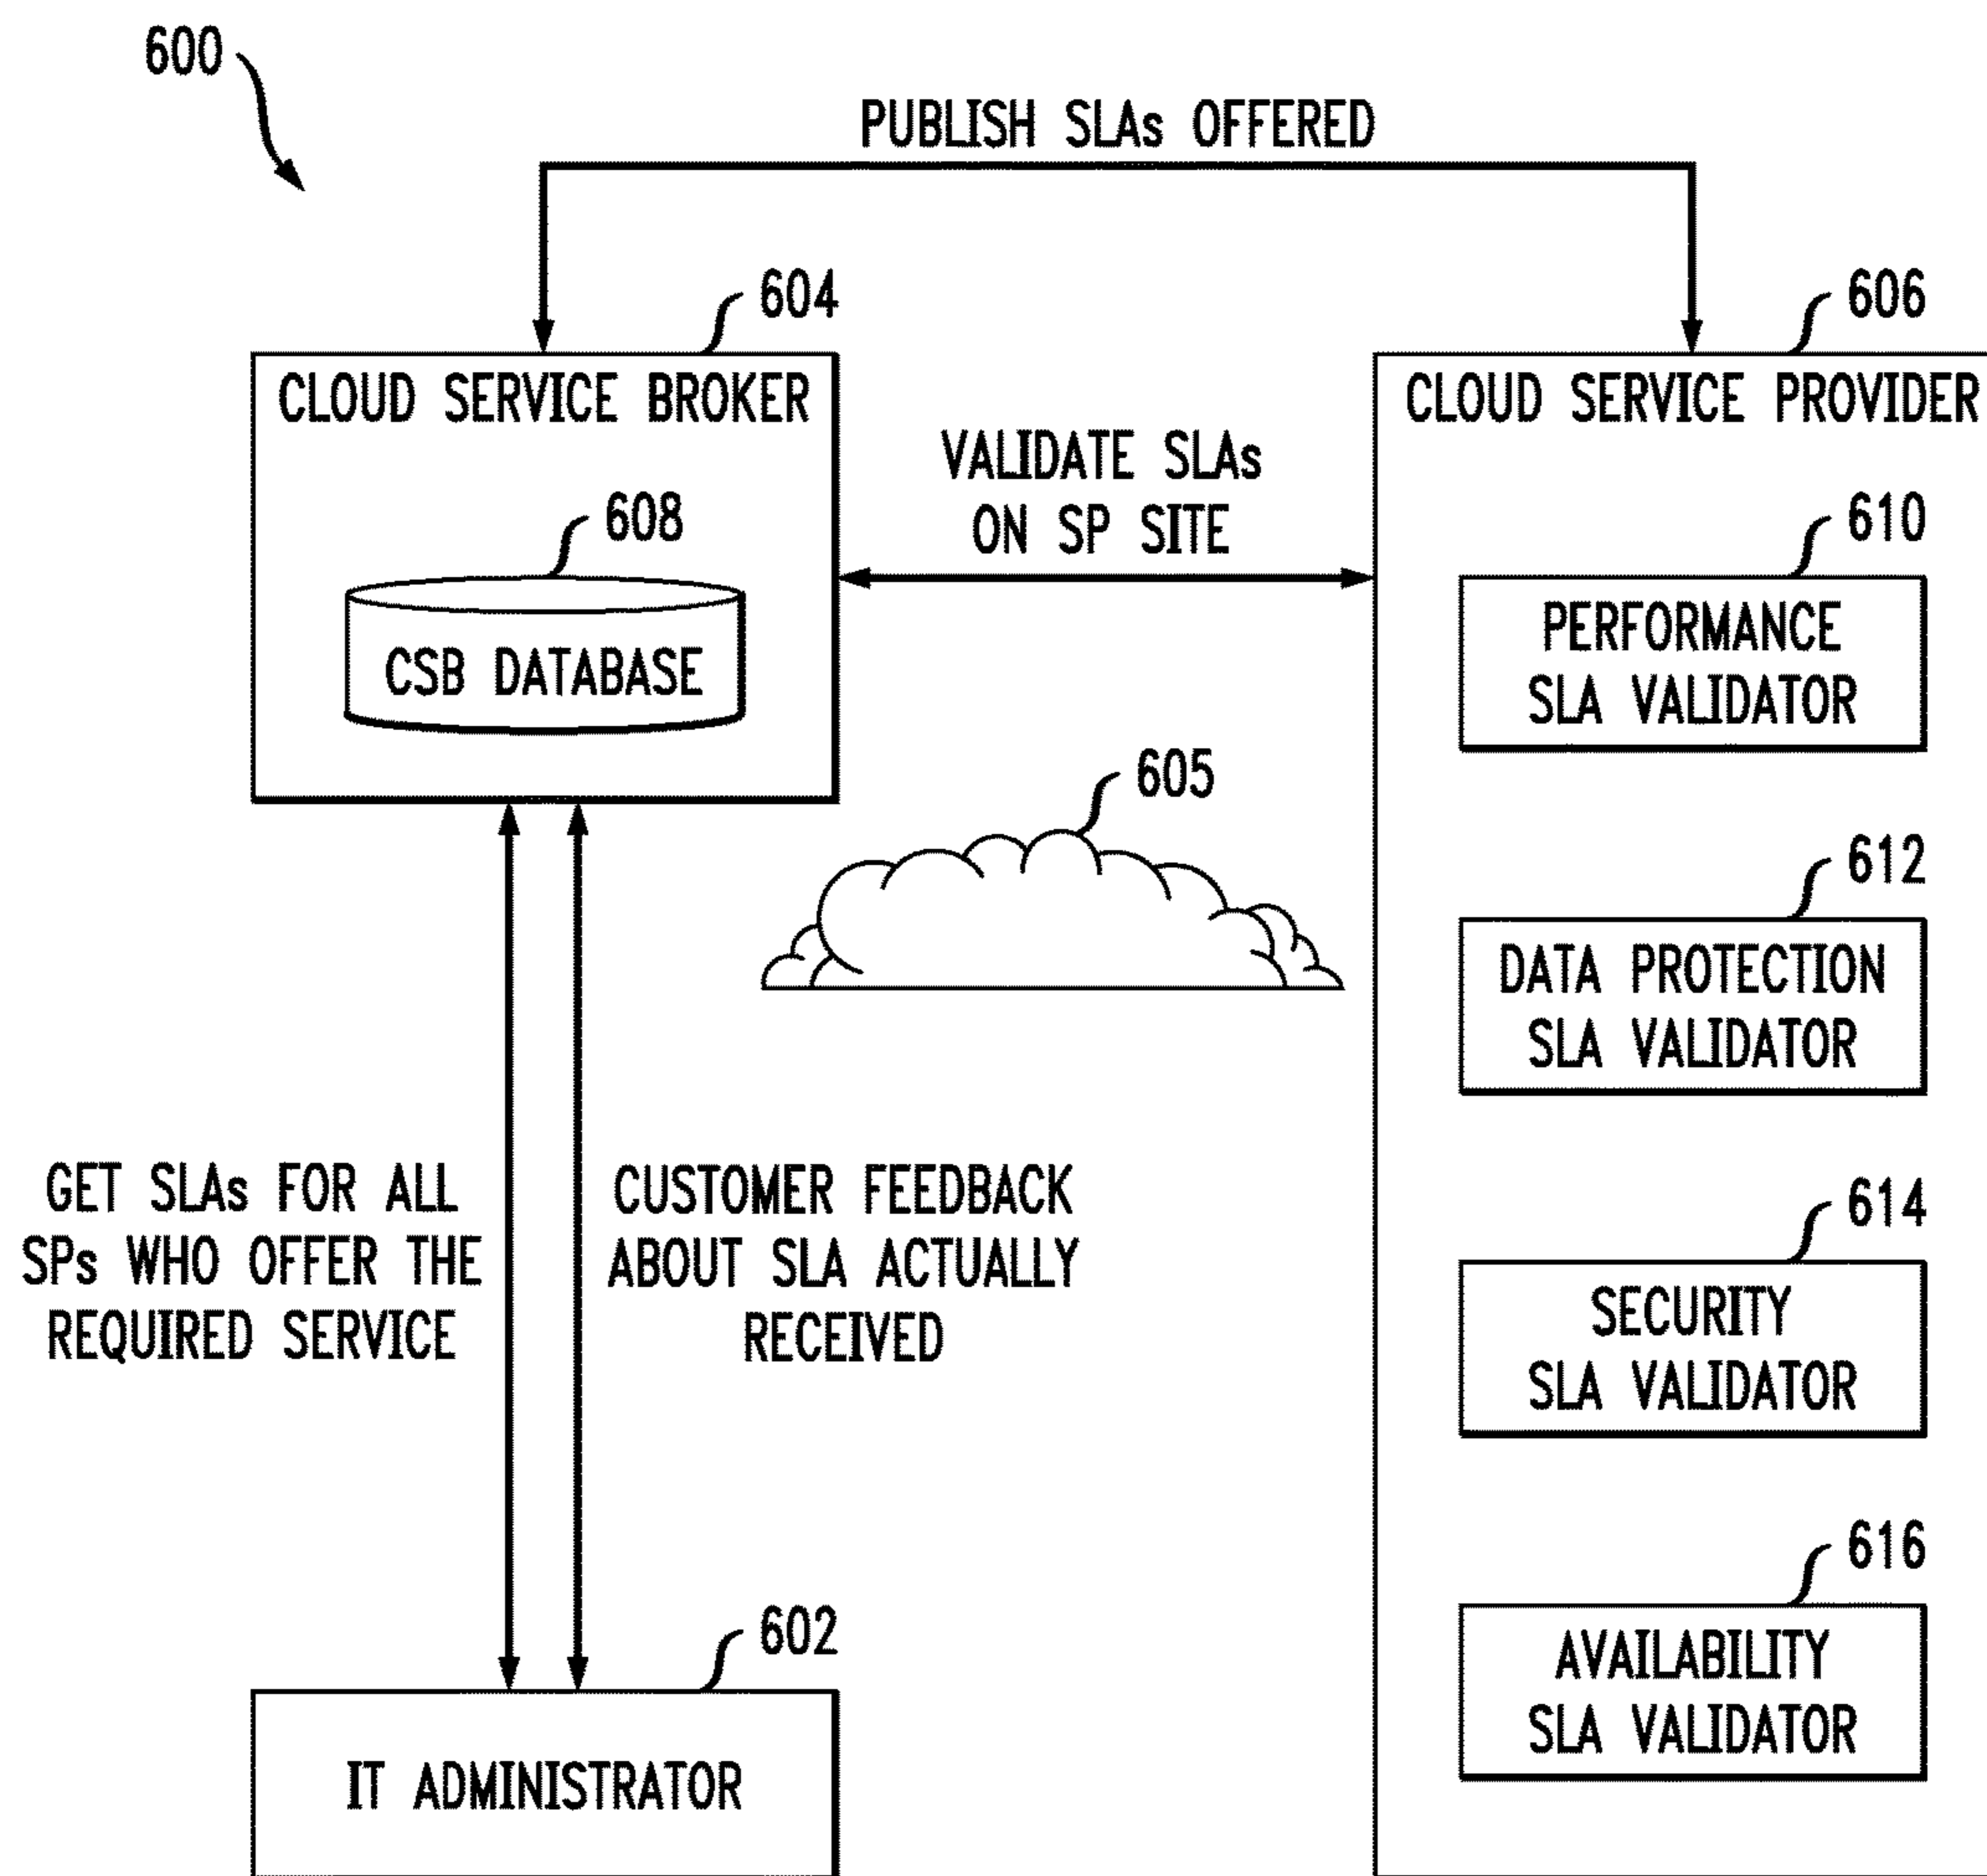 600
PUBLISH SLAs OFFERED
604
606
CLOUD SERVICE BROKER
CLOUD SERVICE PROVIDER
VALIDATE SLAs
ON SP SITE
608
CSB DATABASE
610
PERFORMANCE
SLA VALIDATOR
605
612
DATA PROTECTION
SLA VALIDATOR
GET SLAs FOR ALL
SPs WHO OFFER THE
REQUIRED SERVICE
CUSTOMER FEEDBACK
ABOUT SLA ACTUALLY
RECEIVED
614
SECURITY
SLA VALIDATOR
616
AVAILABILITY
SLA VALIDATOR
602
IT ADMINISTRATOR